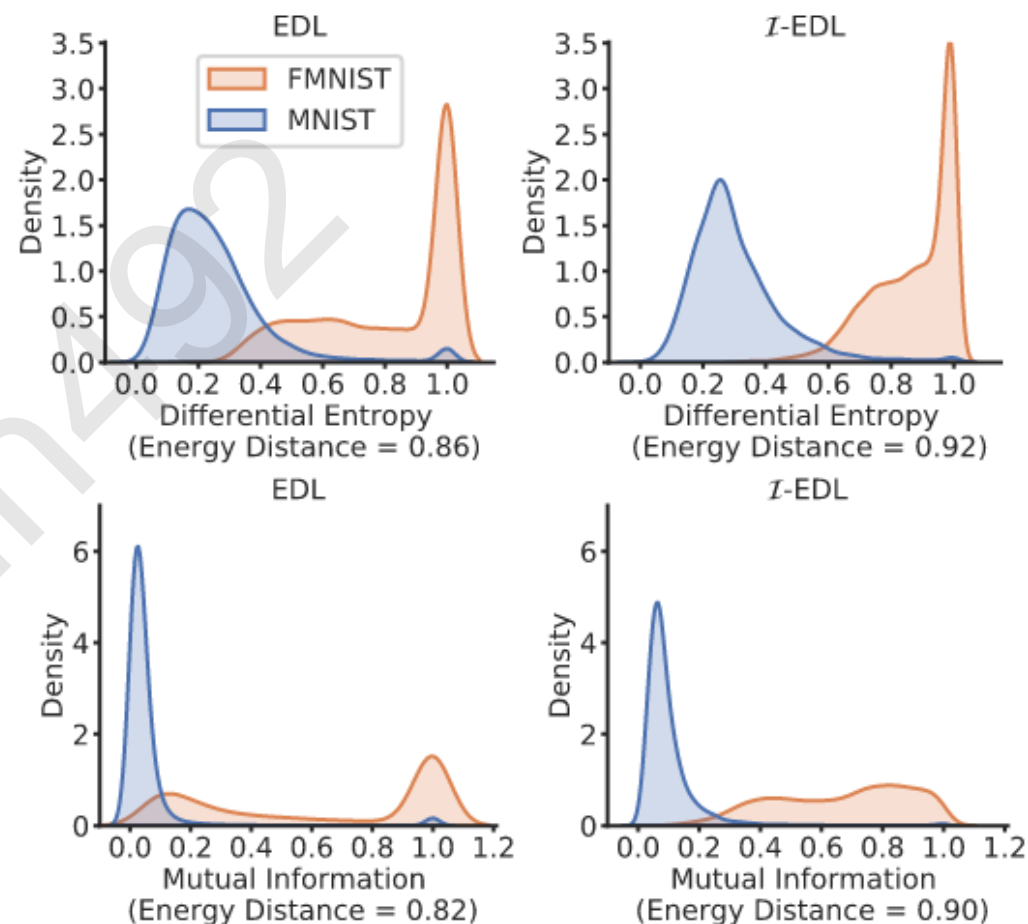 EDL
3.5
3.0
2.5
2.0
1.5
1.0
0.5
0.0
Density
FMNIST
MNIST
0.0 0.2 0.4 0.6 0.8 1.0
Differential Entropy
(Energy Distance = 0.86)
ℐ-EDL
3.5
3.0
2.5
2.0
1.5
1.0
0.5
0.0
Density
0.0 0.2 0.4 0.6 0.8 1.0
Differential Entropy
(Energy Distance = 0.92)
EDL
6
4
2
0
Density
0.0 0.2 0.4 0.6 0.8 1.0 1.2
Mutual Information
(Energy Distance = 0.82)
ℐ-EDL
6
4
2
0
Density
0.0 0.2 0.4 0.6 0.8 1.0 1.2
Mutual Information
(Energy Distance = 0.90)